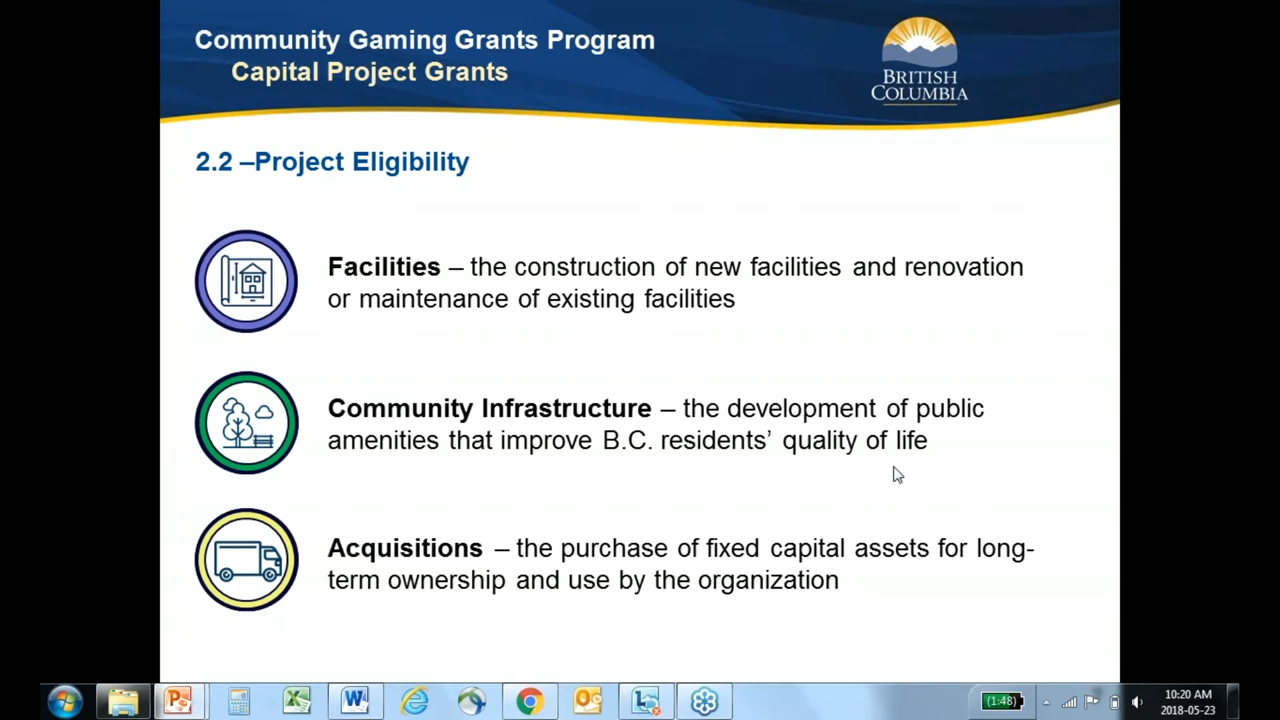 Community Gaming Grants Program
Capital Project Grants
BRITISH
COLUMBIA
2.2 –Project Eligibility
Facilities – the construction of new facilities and renovation
or maintenance of existing facilities
Community Infrastructure – the development of public
amenities that improve B.C. residents’ quality of life
Acquisitions – the purchase of fixed capital assets for long-
term ownership and use by the organization
(1:48)
10:20 AM
2018-05-23